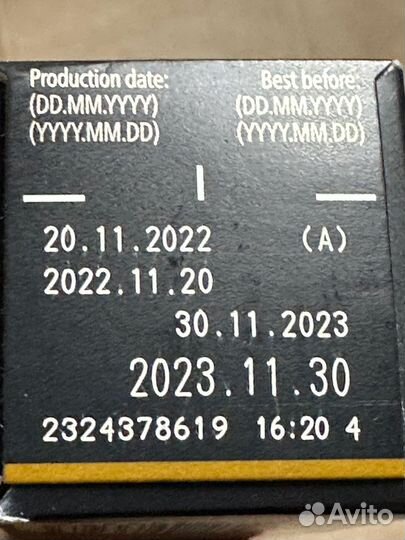 Production date: Best before:
(DD.MM.YYYY) (DD.MM.YYYY)
(YYYY.MM.DD) (YYYY.MM.DD)
20.11.2022 (A)
2022.11.20
30.11.2023
2023.11.30
2324378619 16:20 4
Avito